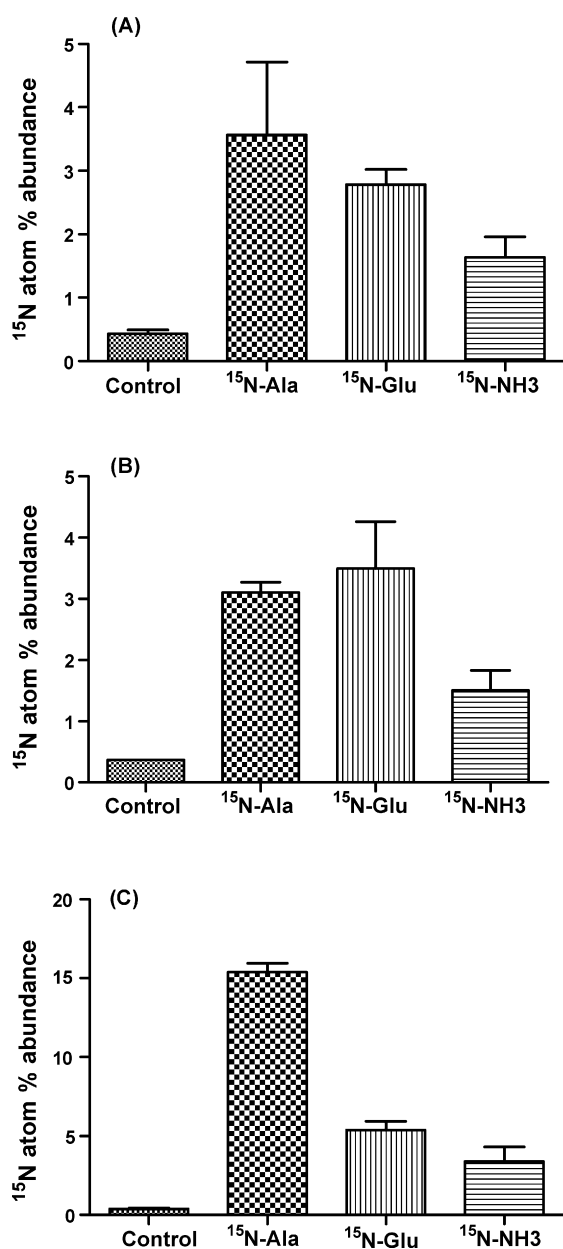 (A)
5
4
3
2
1
0
¹⁵N atom % abundance
Control ¹⁵N-Ala ¹⁵N-Glu ¹⁵N-NH3
(B)
5
4
3
2
1
0
¹⁵N atom % abundance
Control ¹⁵N-Ala ¹⁵N-Glu ¹⁵N-NH3
(C)
20
15
10
5
0
¹⁵N atom % abundance
Control ¹⁵N-Ala ¹⁵N-Glu ¹⁵N-NH3